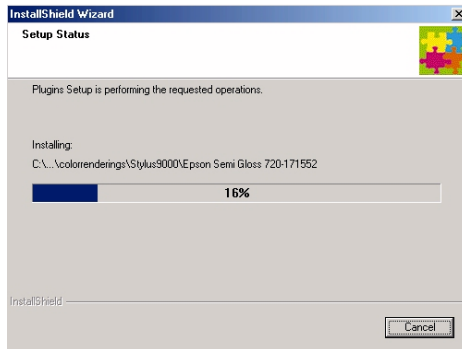 InstallShield Wizard
Setup Status
Plugins Setup is performing the requested operations.
Installing:
C:\...\colorrenderings\Stylus9000\Epson Semi Gloss 720-171552
16%
InstallShield
Cancel